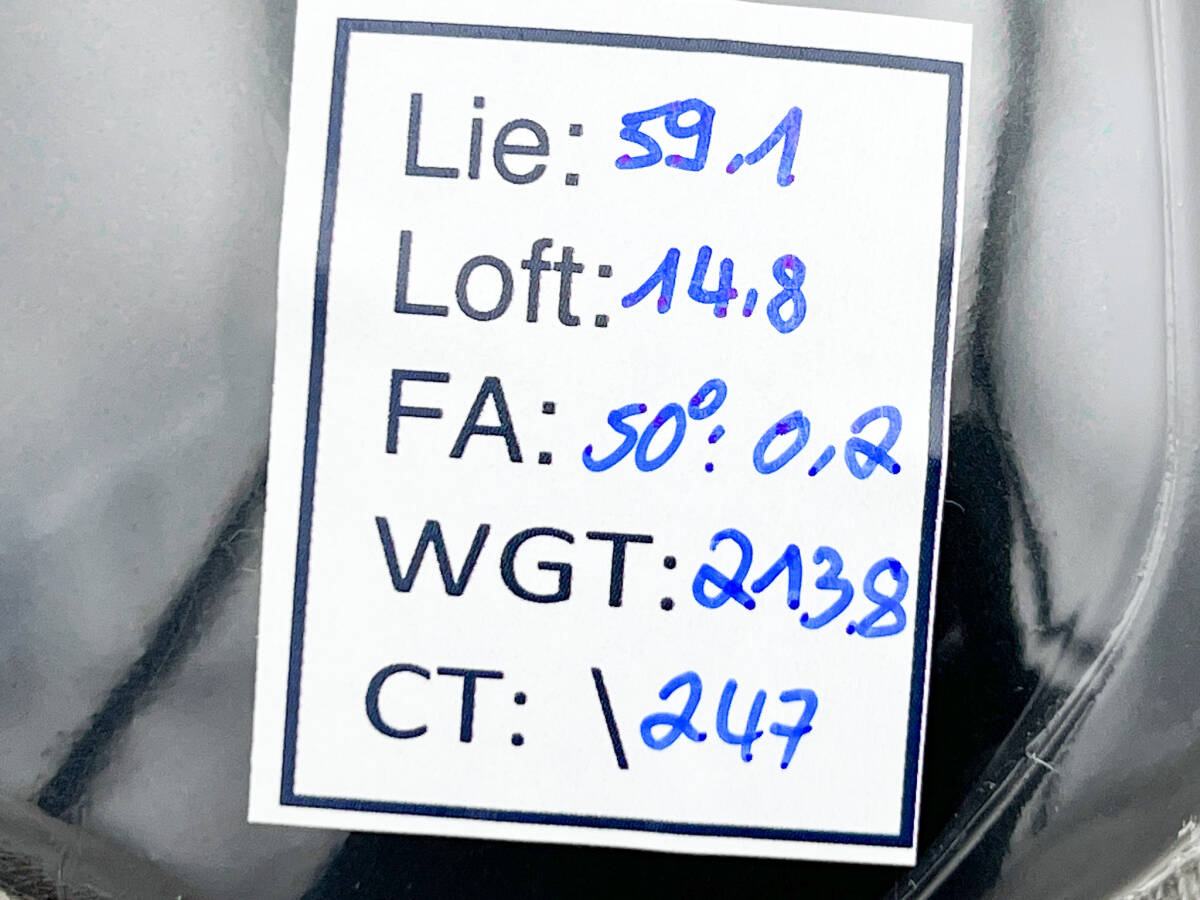 Lie: 59.1
Loft: 14,8
FA: 50°: 0,2
WGT: 213.8
CT: \247